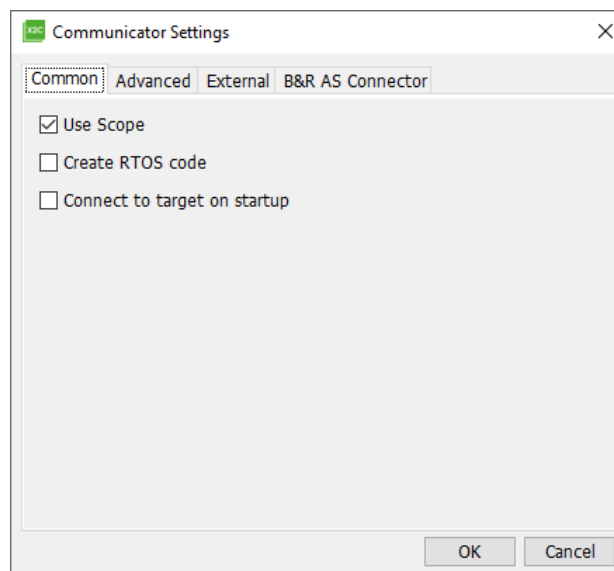 X2C Communicator Settings
Common Advanced External B&R AS Connector
Use Scope
Create RTOS code
Connect to target on startup
OK Cancel